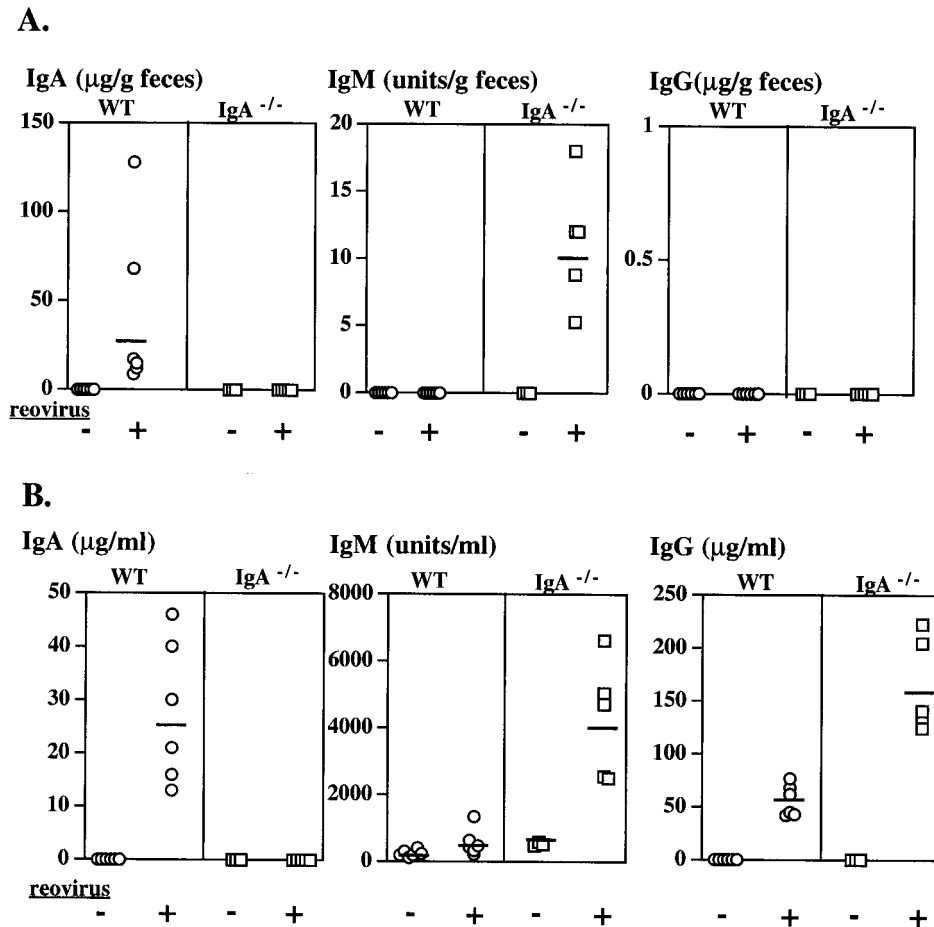 A.
IgA (µg/g feces) IgM (units/g feces) IgG(µg/g feces)
WT IgA -/- WT IgA -/- WT IgA -/-
150 20 1
100 15
50 10 0.5
5
0 0 0
reovirus
- + - + - + - + - + - +
B.
IgA (µg/ml) IgM (units/ml) IgG (µg/ml)
WT IgA -/- WT IgA -/- WT IgA -/-
50 8000 250
40 6000 200
30 150
20 4000 100
10 2000 50
0 0 0
reovirus
- + - + - + - + - + - +